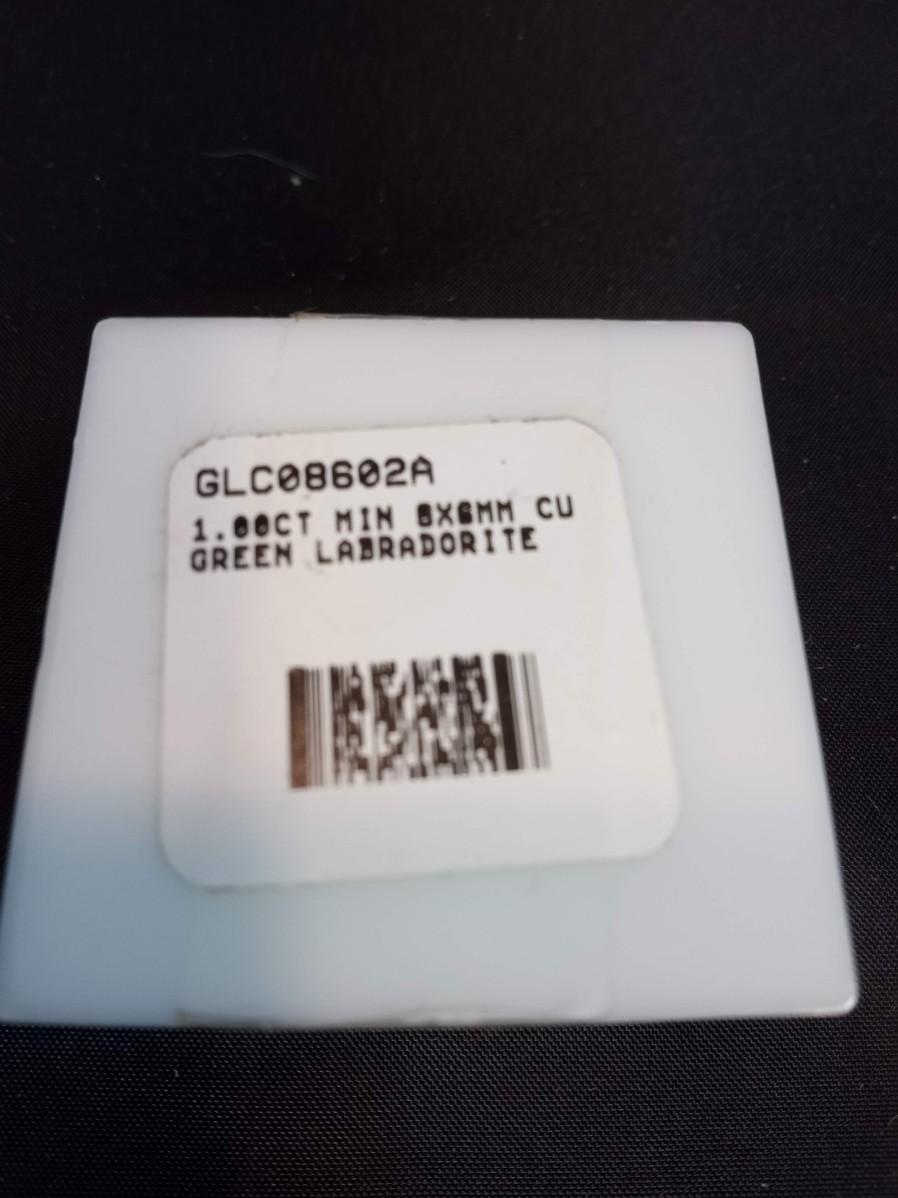 GLC08602A
1.00CT MIN 8X6MM CU
GREEN LABRADORITE